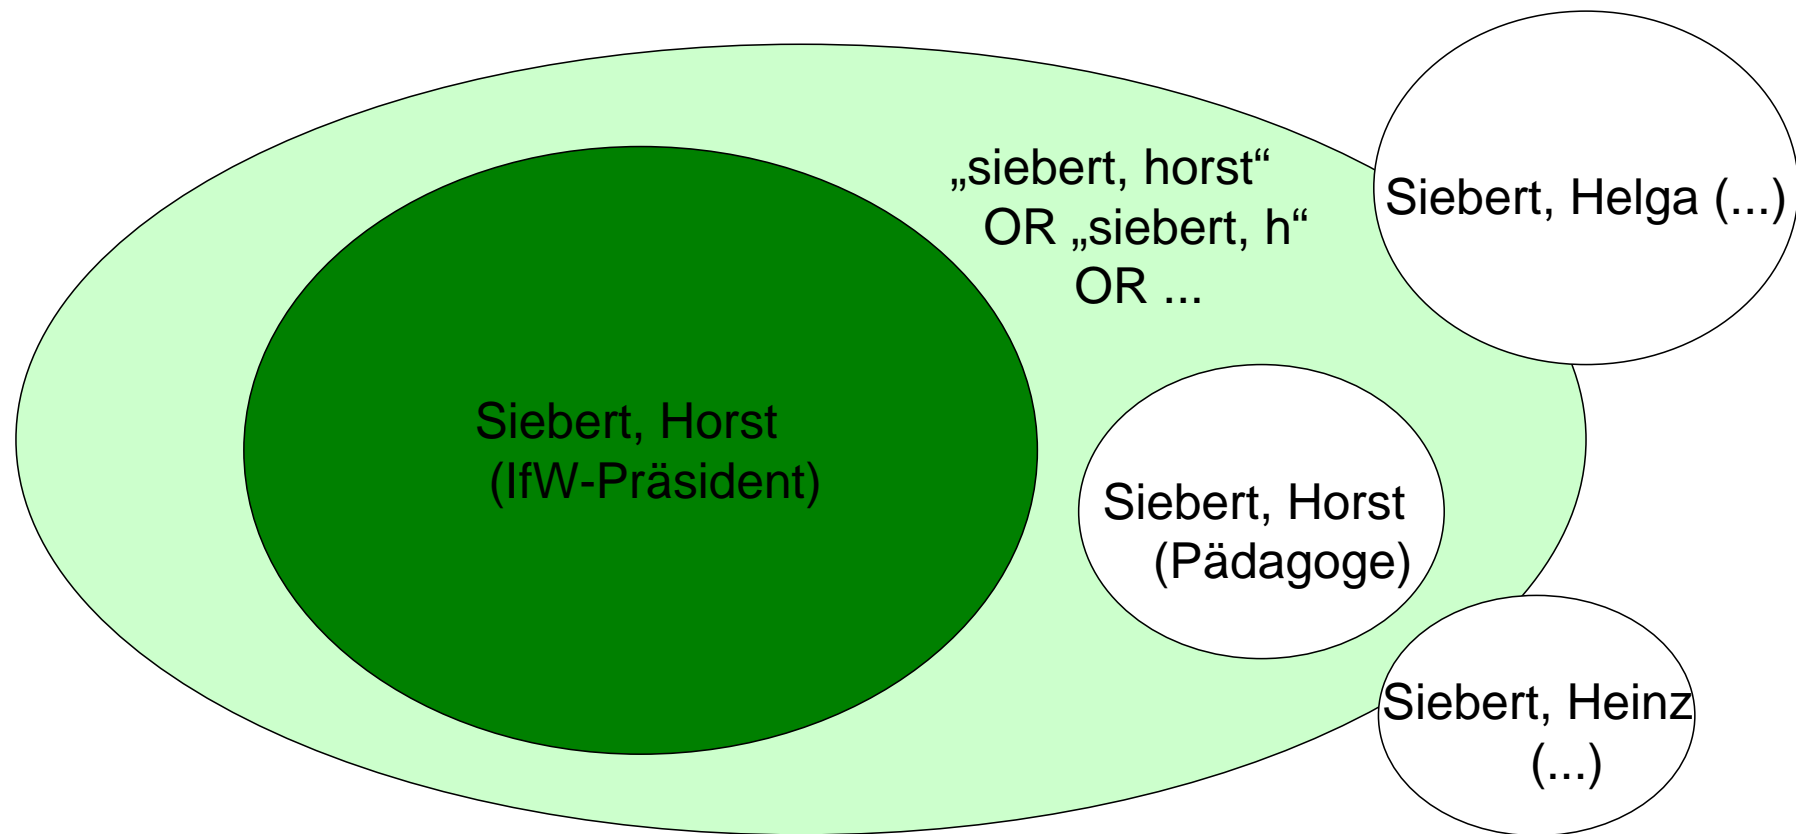 „siebert, horst“
OR „siebert, h“
OR ...
Siebert, Helga (...)
Siebert, Horst
(IfW-Präsident)
Siebert, Horst
(Pädagoge)
Siebert, Heinz
(...)